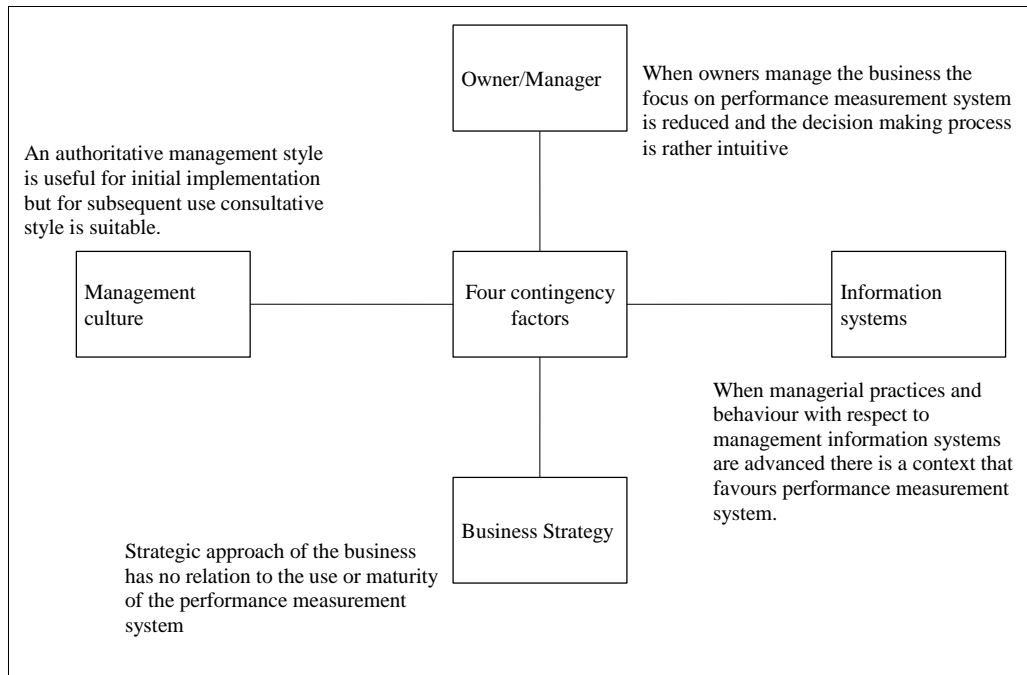 Owner/Manager
When owners manage the business the
focus on performance measurement system
is reduced and the decision making process
is rather intuitive
An authoritative management style
is useful for initial implementation
but for subsequent use consultative
style is suitable.
Management
culture
Four contingency
factors
Information
systems
When managerial practices and
behaviour with respect to
management information systems
are advanced there is a context that
favours performance measurement
system.
Business Strategy
Strategic approach of the business
has no relation to the use or maturity
of the performance measurement
system